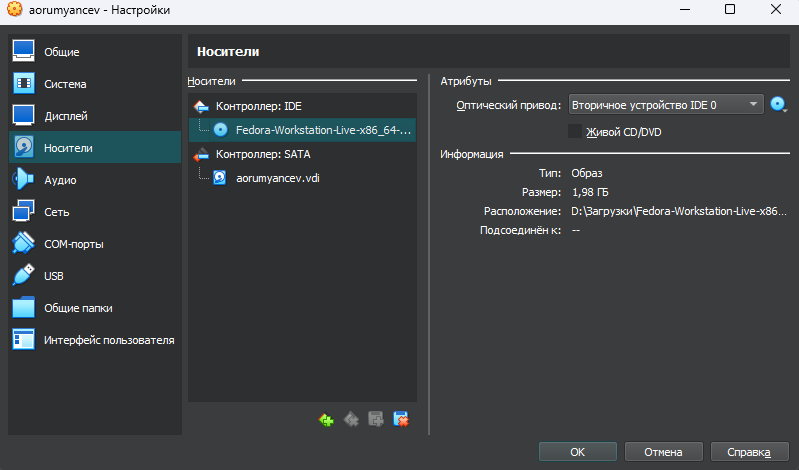 aorumyancev - Настройки
Общие
Система
Дисплей
Носители
Аудио
Сеть
COM-порты
USB
Общие папки
Интерфейс пользователя
Носители
Носители
Контроллер: IDE
Fedora-Workstation-Live-x86_64-...
Контроллер: SATA
aorumyancev.vdi
Атрибуты
Оптический привод: Вторичное устройство IDE 0
Живой CD/DVD
Информация
Тип: Образ
Размер: 1,98 ГБ
Расположение: D:\Загрузки\Fedora-Workstation-Live-x86...
Подсоединён к: --
OK
Отмена
Справка